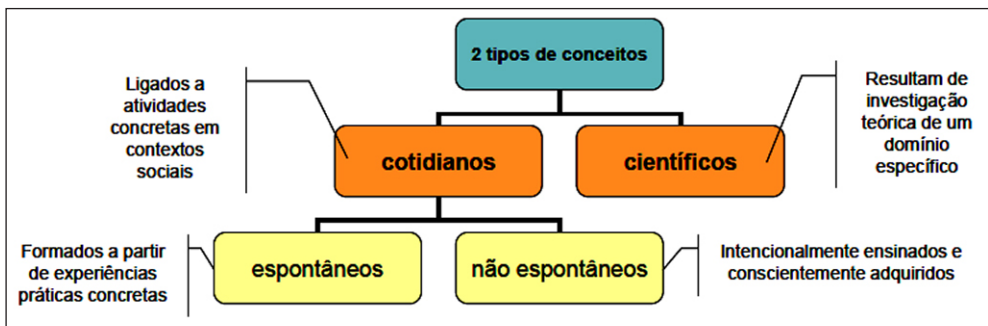 2 tipos de conceitos
Ligados a
atividades
concretas em
contextos
sociais
Resultam de
investigação
teórica de um
domínio
específico
cotidianos
científicos
Formados a partir
de experiências
práticas concretas
espontâneos
não espontâneos
Intencionalmente ensinados e
conscientemente adquiridos